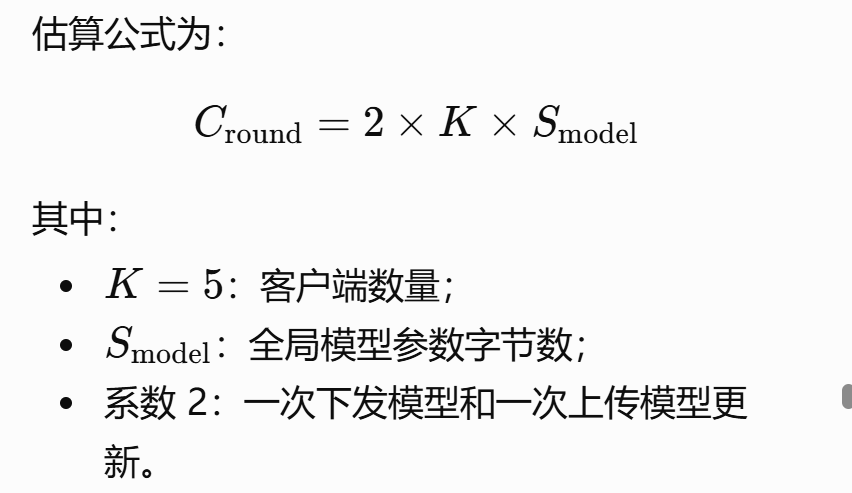 估算公式为：
C_round = 2 × K × S_model
其中：
• K = 5：客户端数量；
• S_model：全局模型参数字节数；
• 系数 2：一次下发模型和一次上传模型更
新。